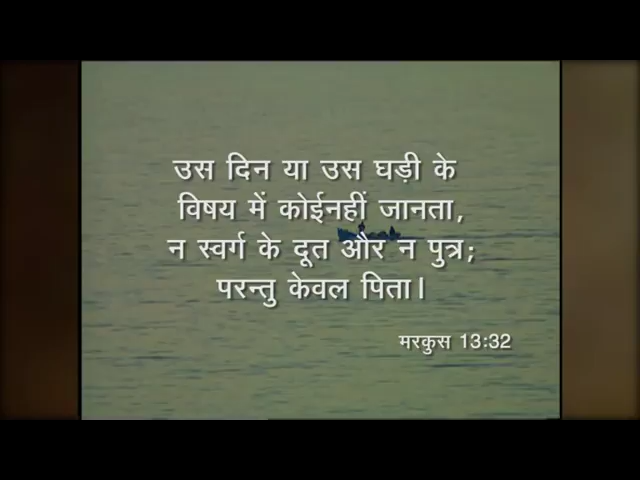 उस दिन या उस घड़ी के
विषय में कोईनहीं जानता,
न स्वर्ग के दूत और न पुत्र;
परन्तु केवल पिता।
मरकुस 13:32